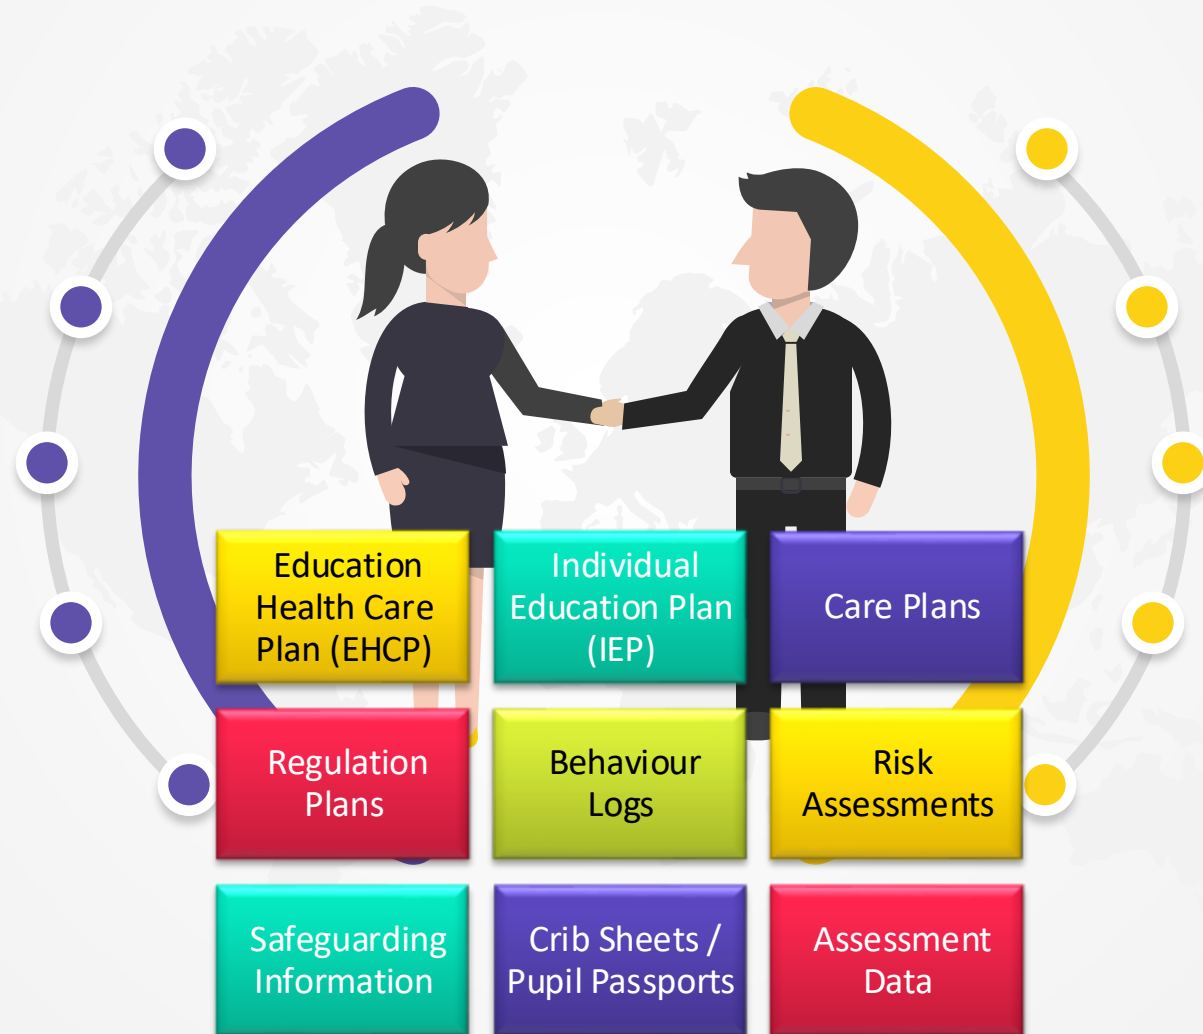 Education
Health Care
Plan (EHCP)
Individual
Education Plan
(IEP)
Care Plans
Regulation
Plans
Behaviour
Logs
Risk
Assessments
Safeguarding
Information
Crib Sheets /
Pupil Passports
Assessment
Data